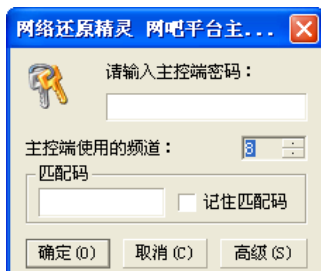 网络还原精灵 网吧平台主...
请输入主控端密码：
主控端使用的频道： 8
匹配码
记住匹配码
确定(O) 取消(C) 高级(S)